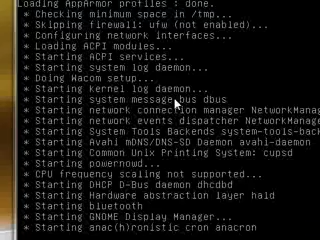 Loading AppArmor profiles : done.
* Checking minimum space in /tmp...
* Skipping firewall: ufw (not enabled)...
* Configuring network interfaces...
* Loading ACPI modules...
* Starting ACPI services...
* Starting system log daemon...
* Doing Wacom setup...
* Starting kernel log daemon...
* Starting system message bus dbus
* Starting network connection manager NetworkManag
* Starting network events dispatcher NetworkManage
* Starting System Tools Backends system-tools-back
* Starting Avahi mDNS/DNS-SD Daemon avahi-daemon
* Starting Common Unix Printing System: cupsd
* Starting powernowd...
* CPU frequency scaling not supported...
* Starting DHCP D-Bus daemon dhcdbd
* Starting Hardware abstraction layer hald
* Starting bluetooth
* Starting GNOME Display Manager...
* Starting anac(h)ronistic cron anacron